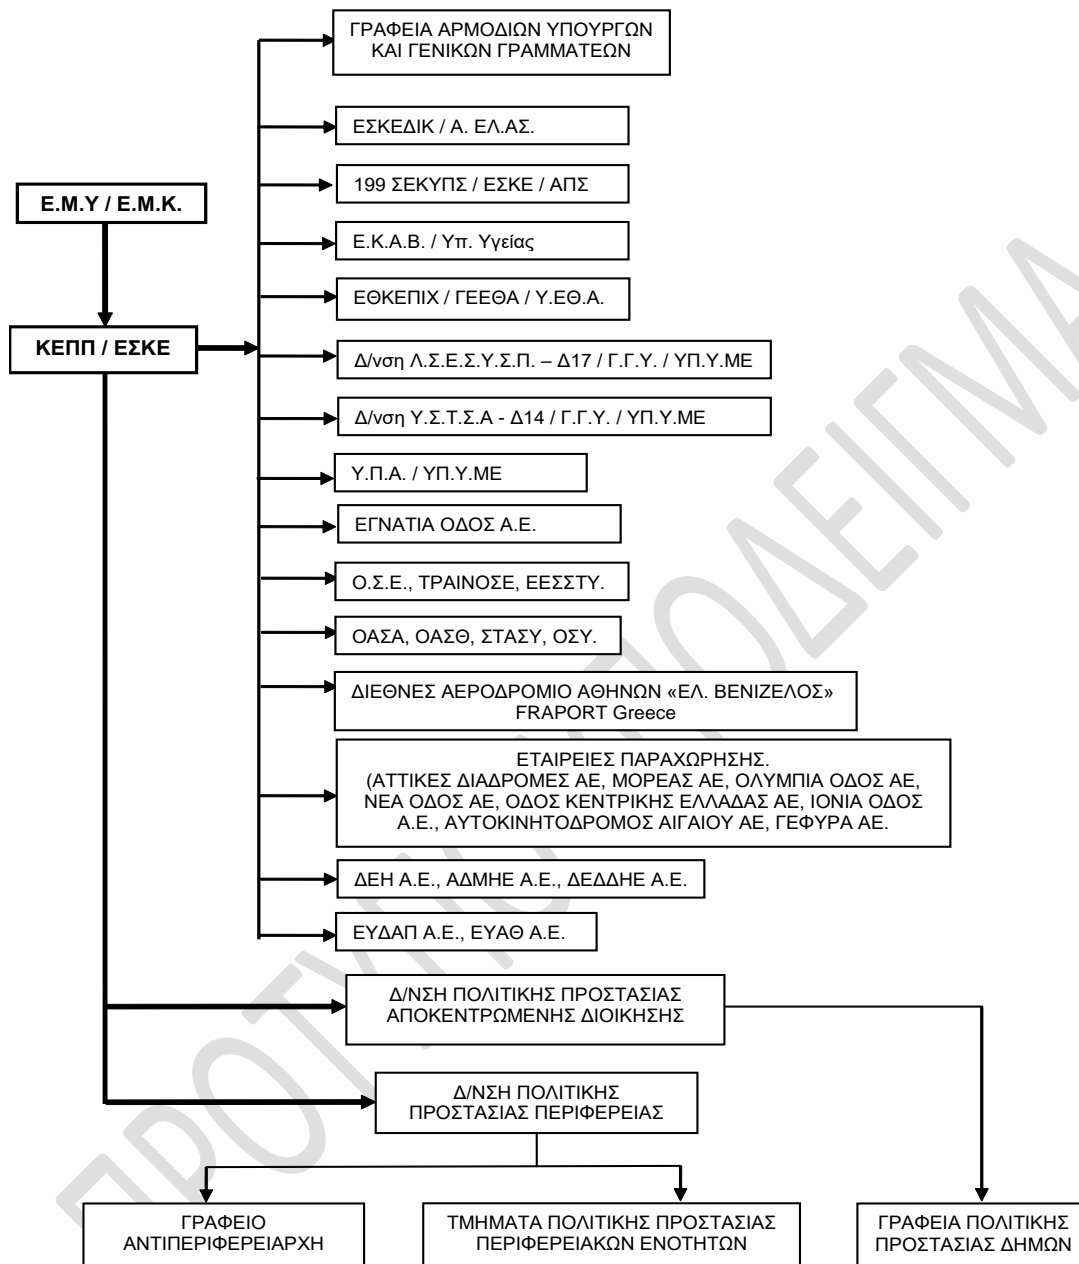 ΓΡΑΦΕΙΑ ΑΡΜΟΔΙΩΝ ΥΠΟΥΡΓΩΝ
ΚΑΙ ΓΕΝΙΚΩΝ ΓΡΑΜΜΑΤΕΩΝ
ΕΣΚΕΔΙΚ / Α. ΕΛ.ΑΣ.
199 ΣΕΚΥΠΣ / ΕΣΚΕ / ΑΠΣ
Ε.Μ.Υ / Ε.Μ.Κ.
Ε.Κ.Α.Β. / Υπ. Υγείας
ΕΘΚΕΠΙΧ / ΓΕΕΘΑ / Υ.ΕΘ.Α.
ΚΕΠΠ / ΕΣΚΕ
Δ/νση Λ.Σ.Ε.Σ.Υ.Σ.Π. – Δ17 / Γ.Γ.Υ. / ΥΠ.Υ.ΜΕ
Δ/νση Υ.Σ.Τ.Σ.Α - Δ14 / Γ.Γ.Υ. / ΥΠ.Υ.ΜΕ
Υ.Π.Α. / ΥΠ.Υ.ΜΕ
ΕΓΝΑΤΙΑ ΟΔΟΣ Α.Ε.
Ο.Σ.Ε., ΤΡΑΙΝΟΣΕ, ΕΕΣΣΤΥ.
ΟΑΣΑ, ΟΑΣΘ, ΣΤΑΣΥ, ΟΣΥ.
ΔΙΕΘΝΕΣ ΑΕΡΟΔΡΟΜΙΟ ΑΘΗΝΩΝ «ΕΛ. ΒΕΝΙΖΕΛΟΣ»
FRAPORT Greece
ΕΤΑΙΡΕΙΕΣ ΠΑΡΑΧΩΡΗΣΗΣ.
(ΑΤΤΙΚΕΣ ΔΙΑΔΡΟΜΕΣ ΑΕ, ΜΟΡΕΑΣ ΑΕ, ΟΛΥΜΠΙΑ ΟΔΟΣ ΑΕ,
ΝΕΑ ΟΔΟΣ ΑΕ, ΟΔΟΣ ΚΕΝΤΡΙΚΗΣ ΕΛΛΑΔΑΣ ΑΕ, ΙΟΝΙΑ ΟΔΟΣ
Α.Ε., ΑΥΤΟΚΙΝΗΤΟΔΡΟΜΟΣ ΑΙΓΑΙΟΥ ΑΕ, ΓΕΦΥΡΑ ΑΕ.
ΔΕΗ Α.Ε., ΑΔΜΗΕ Α.Ε., ΔΕΔΔΗΕ Α.Ε.
ΕΥΔΑΠ Α.Ε., ΕΥΑΘ Α.Ε.
Δ/ΝΣΗ ΠΟΛΙΤΙΚΗΣ ΠΡΟΣΤΑΣΙΑΣ
ΑΠΟΚΕΝΤΡΩΜΕΝΗΣ ΔΙΟΙΚΗΣΗΣ
Δ/ΝΣΗ ΠΟΛΙΤΙΚΗΣ
ΠΡΟΣΤΑΣΙΑΣ ΠΕΡΙΦΕΡΕΙΑΣ
ΓΡΑΦΕΙΟ
ΑΝΤΙΠΕΡΙΦΕΡΕΙΑΡΧΗ
ΤΜΗΜΑΤΑ ΠΟΛΙΤΙΚΗΣ ΠΡΟΣΤΑΣΙΑΣ
ΠΕΡΙΦΕΡΕΙΑΚΩΝ ΕΝΟΤΗΤΩΝ
ΓΡΑΦΕΙΑ ΠΟΛΙΤΙΚΗΣ
ΠΡΟΣΤΑΣΙΑΣ ΔΗΜΩΝ
ΠΡΟΤΥΠΟ ΥΠΟΔΕΙΓΜΑ